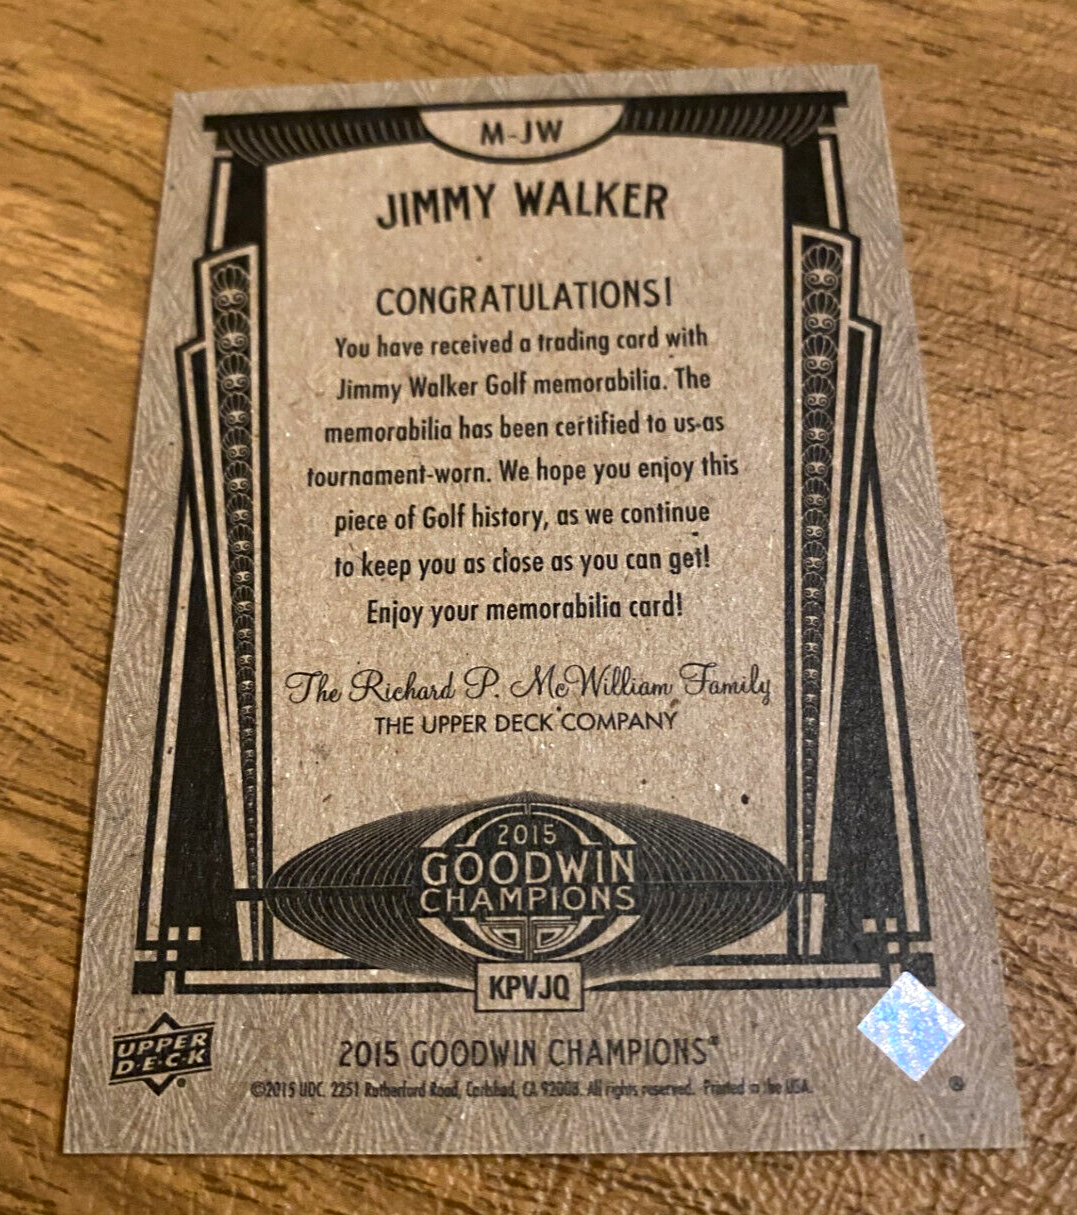 M-JW
JIMMY WALKER
CONGRATULATIONS!
You have received a trading card with
Jimmy Walker Golf memorabilia. The
memorabilia has been certified to us as
tournament-worn. We hope you enjoy this
piece of Golf history, as we continue
to keep you as close as you can get!
Enjoy your memorabilia card!
The Richard P. McWilliam Family
THE UPPER DECK COMPANY
2015
GOODWIN
CHAMPIONS
KPVJQ
UPPER
D•E•C•K
®
2015 GOODWIN CHAMPIONS®
©2015 UDC. 2251 Rutherford Road, Carlsbad, CA 92008. All rights reserved. Printed in the USA.
®